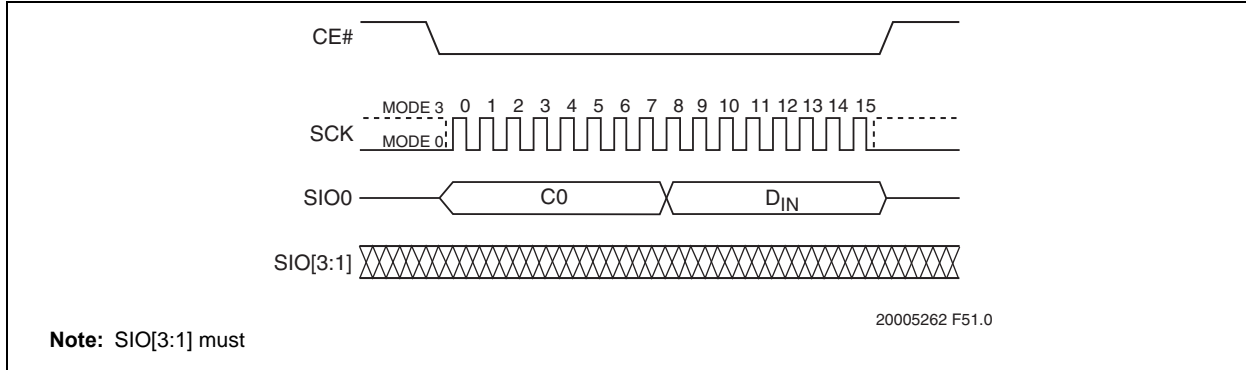 CE#
MODE 3 0 1 2 3 4 5 6 7 8 9 10 11 12 13 14 15
SCK
MODE 0
SIO0 C0 DIN
SIO[3:1]
20005262 F51.0
Note: SIO[3:1] must